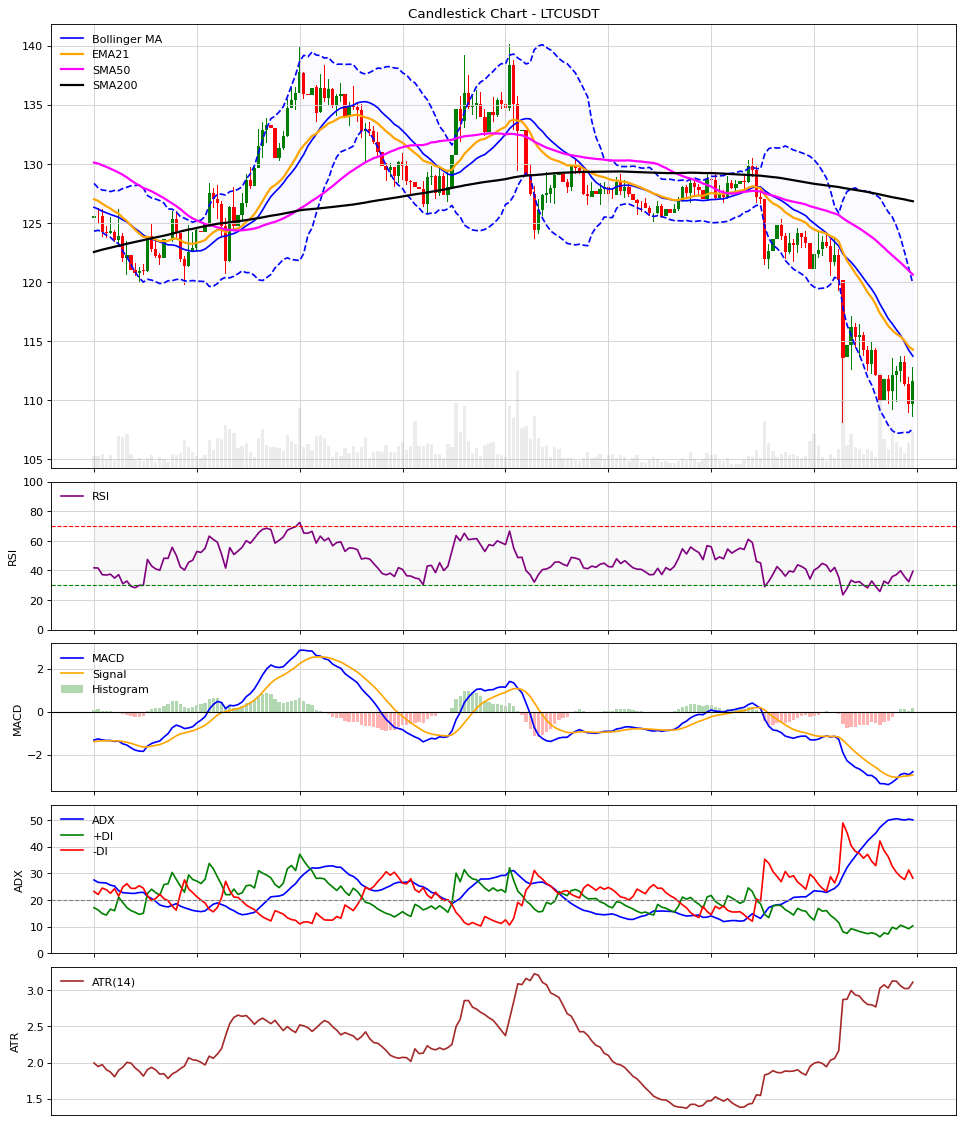 Candlestick Chart - LTCUSDT
Bollinger MA
EMA21
SMA50
SMA200
140
135
130
125
120
115
110
105
RSI
100
80
60
40
20
0
RSI
MACD
Signal
Histogram
2
0
−2
MACD
ADX
+DI
-DI
50
40
30
20
10
0
ADX
ATR(14)
3.0
2.5
2.0
1.5
ATR